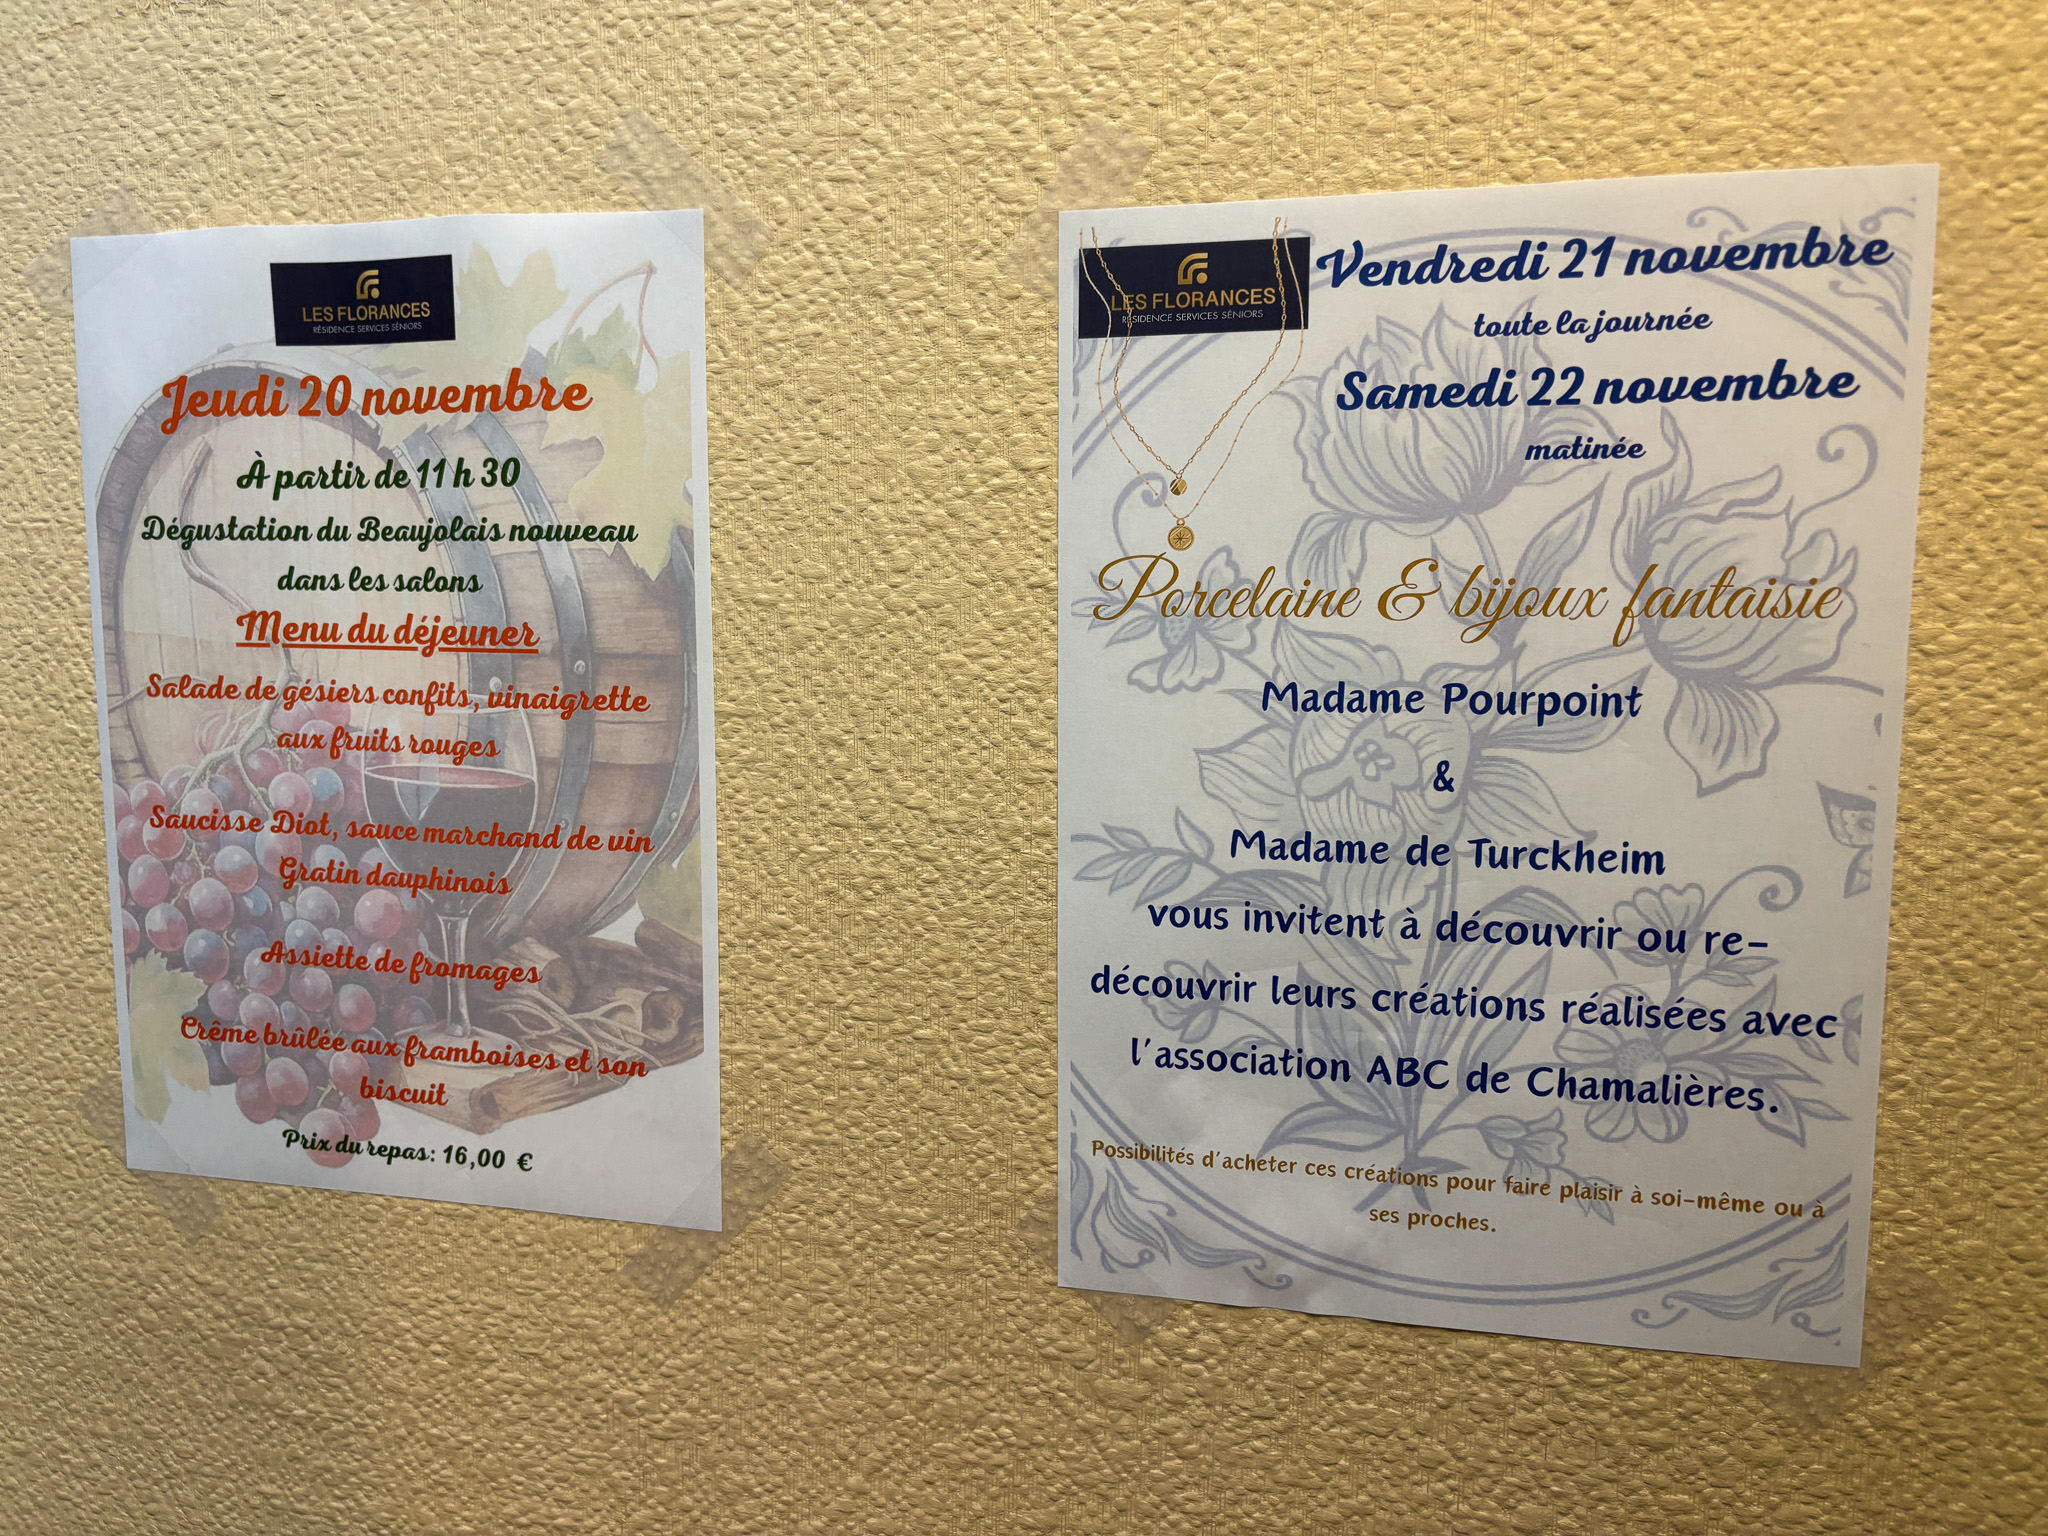 LES FLORANCES
RÉSIDENCE SERVICES SÉNIORS
Jeudi 20 novembre
À partir de 11 h 30
Dégustation du Beaujolais nouveau
dans les salons
Menu du déjeuner
Salade de gésiers confits, vinaigrette
aux fruits rouges
Saucisse Diot, sauce marchand de vin
Gratin dauphinois
Assiette de fromages
Crême brûlée aux framboises et son
biscuit
Prix du repas: 16,00 €
LES FLORANCES
RÉSIDENCE SERVICES SÉNIORS
Vendredi 21 novembre
toute la journée
Samedi 22 novembre
matinée
Porcelaine & bijoux fantaisie
Madame Pourpoint
&
Madame de Turckheim
vous invitent à découvrir ou re-
découvrir leurs créations réalisées avec
l'association ABC de Chamalières.
Possibilités d'acheter ces créations pour faire plaisir à soi-même ou à
ses proches.